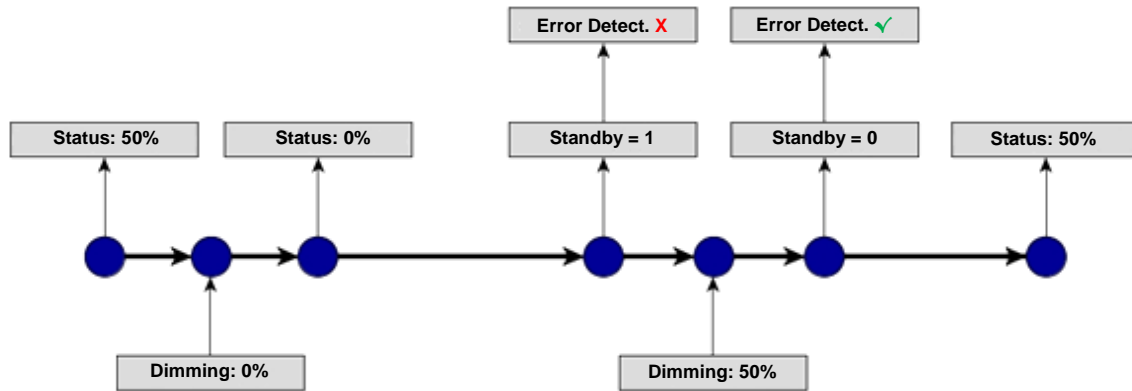 Error Detect. X
Error Detect. ✓
Status: 50%
Status: 0%
Standby = 1
Standby = 0
Status: 50%
Dimming: 0%
Dimming: 50%